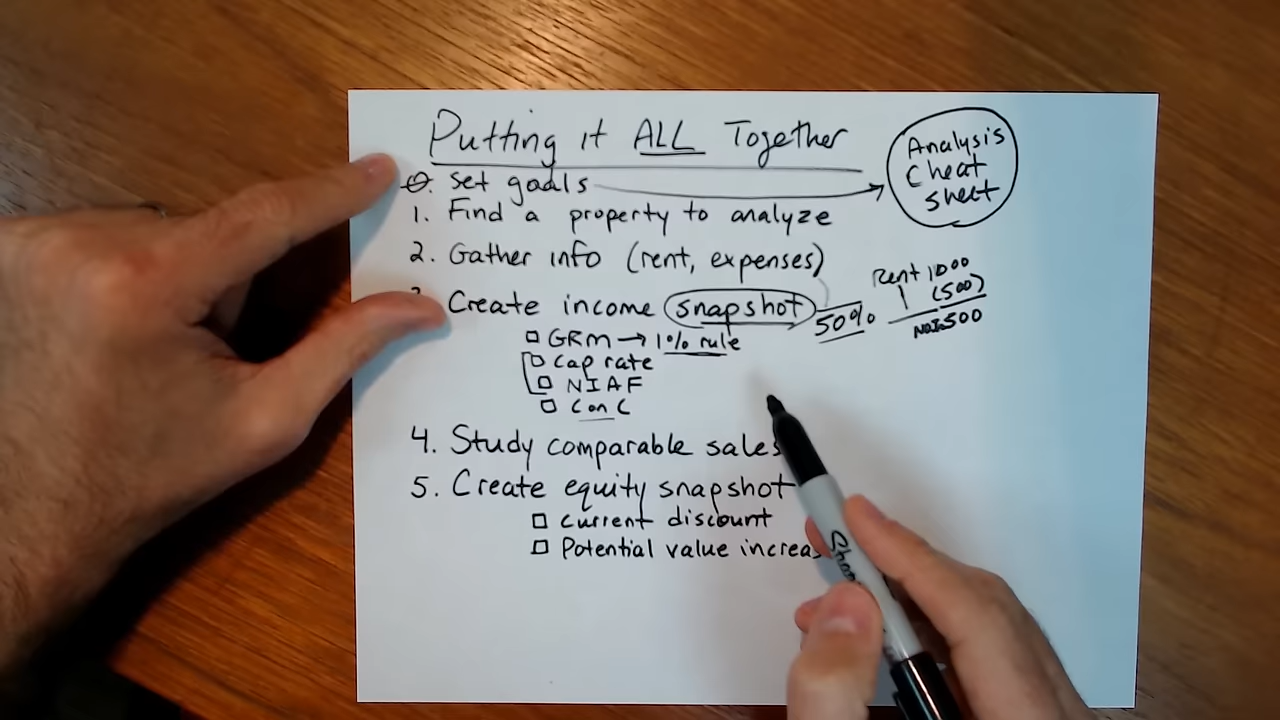 Putting it ALL Together
0. Set goals
Analysis
Cheat
Sheet
1. Find a property to analyze
2. Gather info (rent, expenses)
Create income snapshot
50%
Rent 1000
(500)
NOI 500
GRM → 1% rule
Cap rate
NIAF
ConC
4. Study comparable sales
5. Create equity snapshot
Current discount
Potential value increas